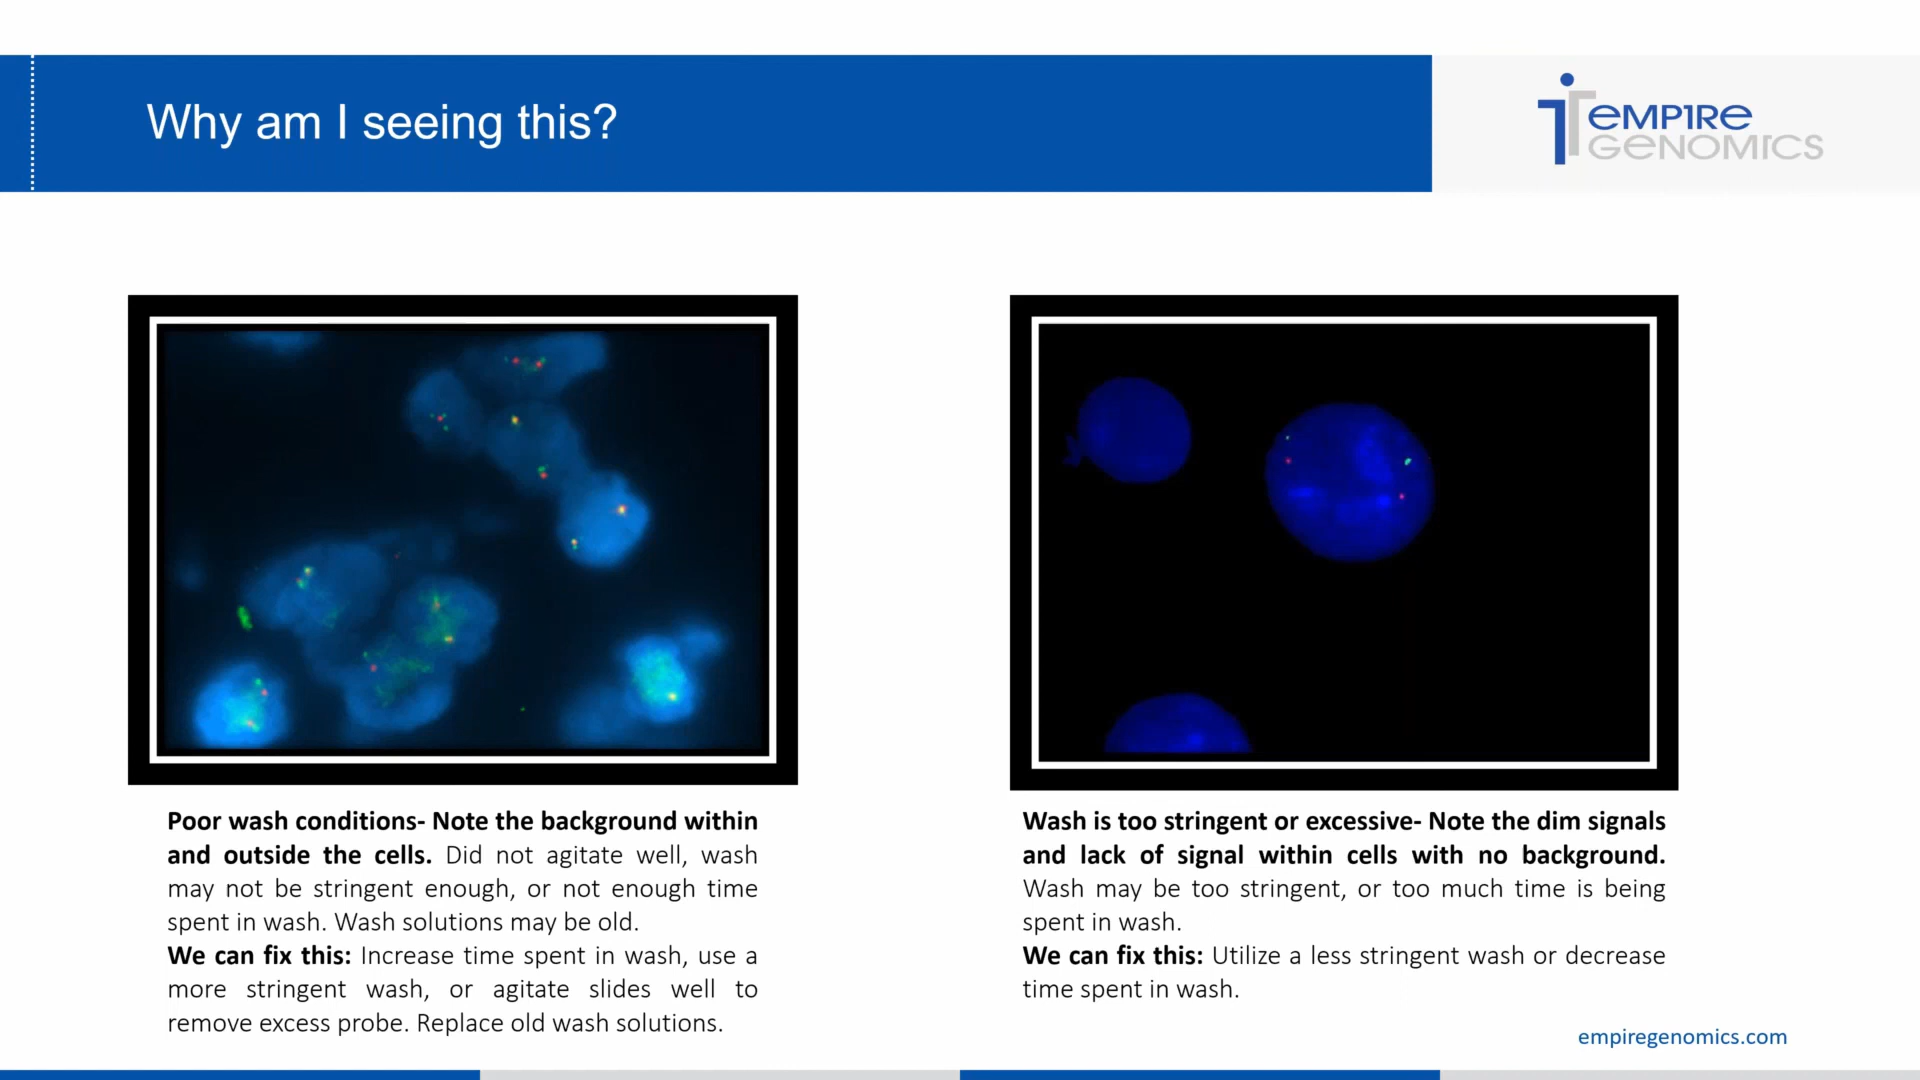 Why am I seeing this?
EMPIRE
GENOMICS
Poor wash conditions- Note the background within
and outside the cells. Did not agitate well, wash
may not be stringent enough, or not enough time
spent in wash. Wash solutions may be old.
We can fix this: Increase time spent in wash, use a
more stringent wash, or agitate slides well to
remove excess probe. Replace old wash solutions.
Wash is too stringent or excessive- Note the dim signals
and lack of signal within cells with no background.
Wash may be too stringent, or too much time is being
spent in wash.
We can fix this: Utilize a less stringent wash or decrease
time spent in wash.
empiregenomics.com